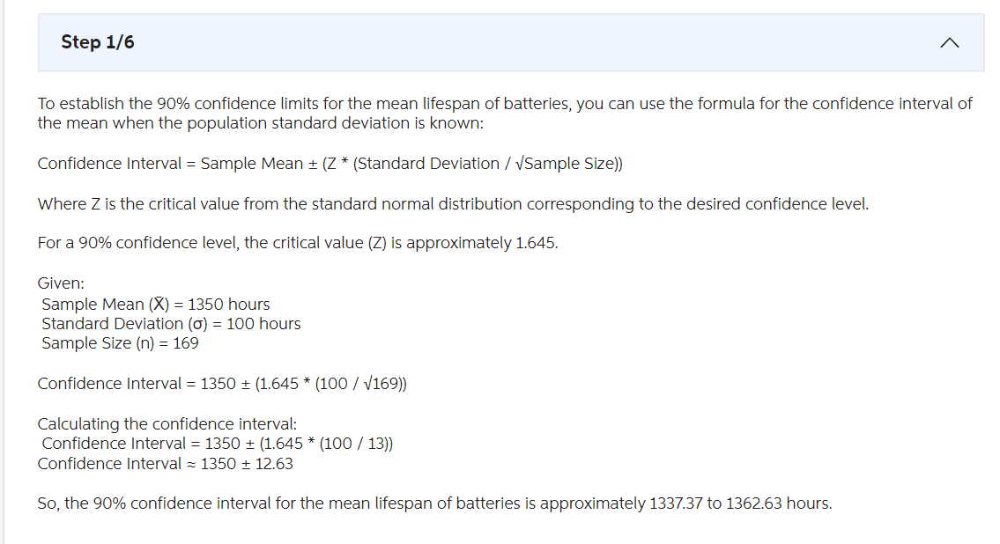 Step 1/6
To establish the 90% confidence limits for the mean lifespan of batteries, you can use the formula for the confidence interval of
the mean when the population standard deviation is known:
Confidence Interval = Sample Mean ± (Z * (Standard Deviation / √Sample Size))
Where Z is the critical value from the standard normal distribution corresponding to the desired confidence level.
For a 90% confidence level, the critical value (Z) is approximately 1.645.
Given:
Sample Mean (X̄) = 1350 hours
Standard Deviation (σ) = 100 hours
Sample Size (n) = 169
Confidence Interval = 1350 ± (1.645 * (100 / √169))
Calculating the confidence interval:
Confidence Interval = 1350 ± (1.645 * (100 / 13))
Confidence Interval ≈ 1350 ± 12.63
So, the 90% confidence interval for the mean lifespan of batteries is approximately 1337.37 to 1362.63 hours.